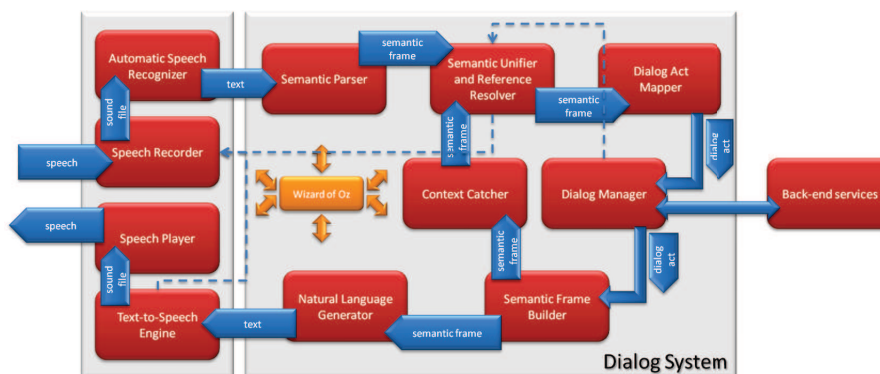 Automatic Speech
Recognizer
text
Semantic Parser
semantic
frame
Semantic Unifier
and Reference
Resolver
semantic
frame
Dialog Act
Mapper
sound
file
dialog
act
speech
Speech Recorder
semantic
frame
Wizard of Oz
Context Catcher
Dialog Manager
Back-end services
speech
Speech Player
sound
file
semantic
frame
dialog
act
Text-to-Speech
Engine
text
Natural Language
Generator
semantic frame
Semantic Frame
Builder
Dialog System